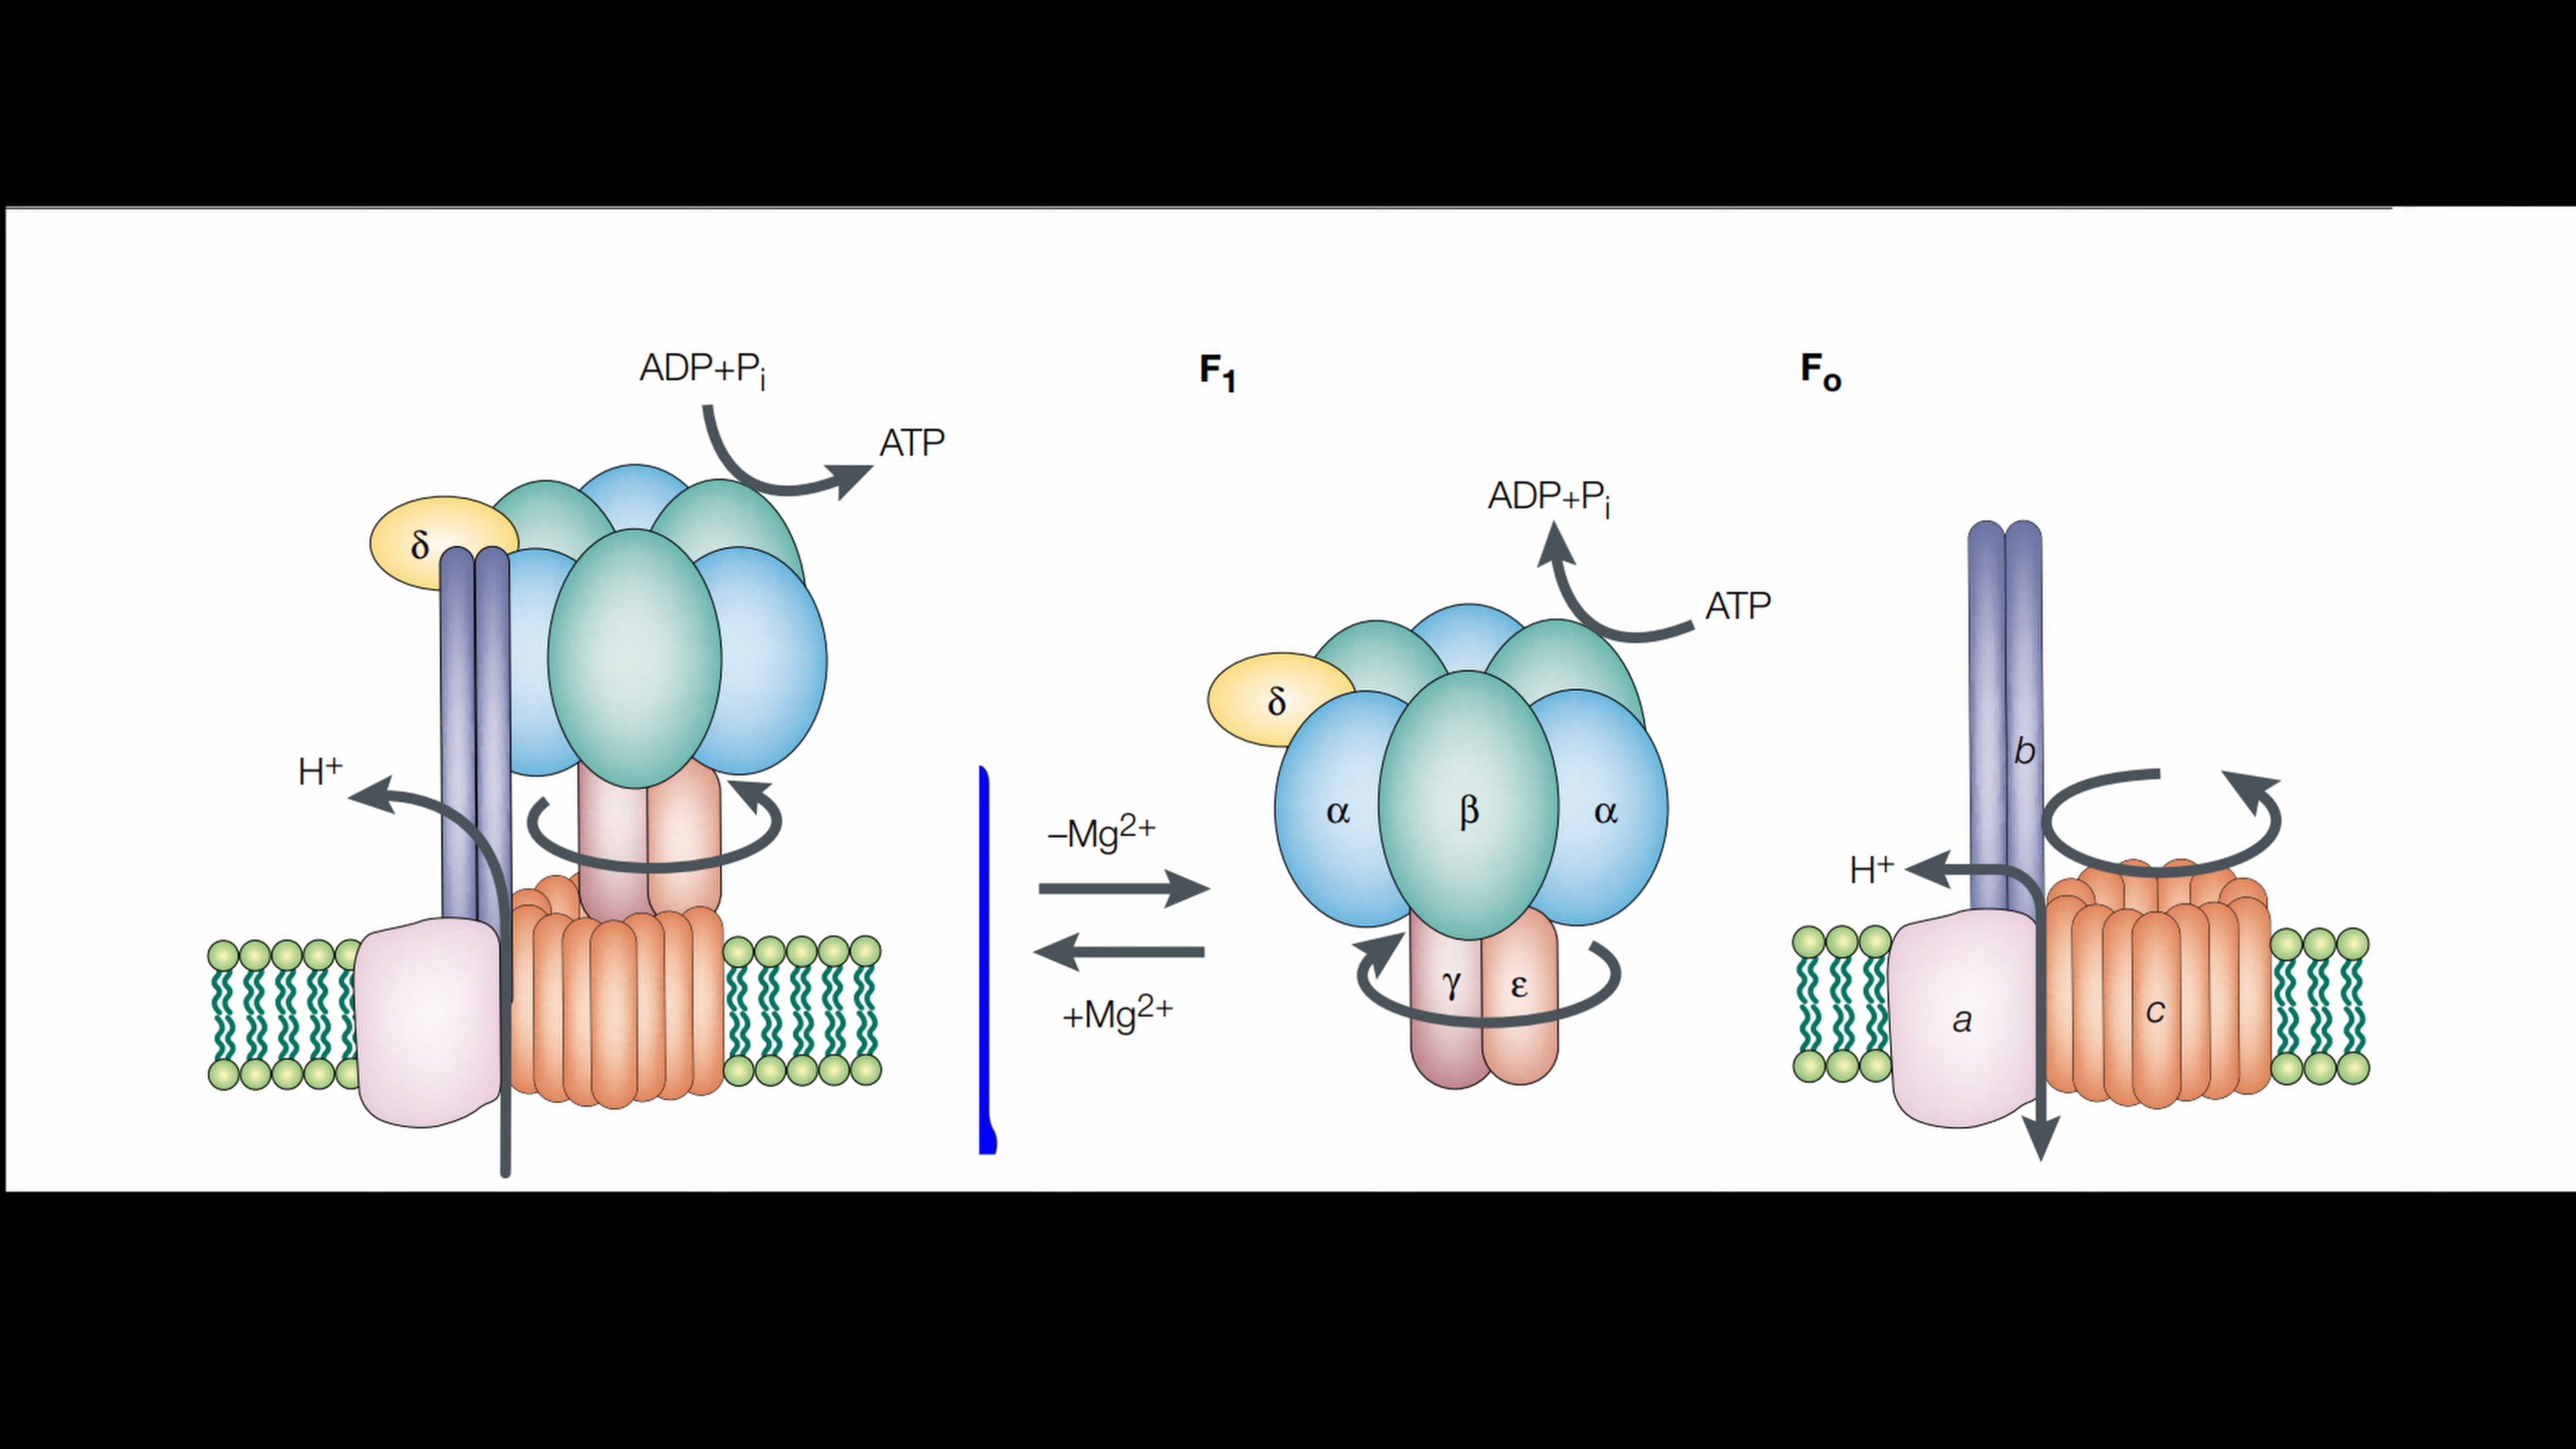 ADP+Pi
ATP
δ
H+
–Mg2+
+Mg2+
F1
ADP+Pi
ATP
δ
α
β
α
γ
ε
Fo
b
H+
a
c